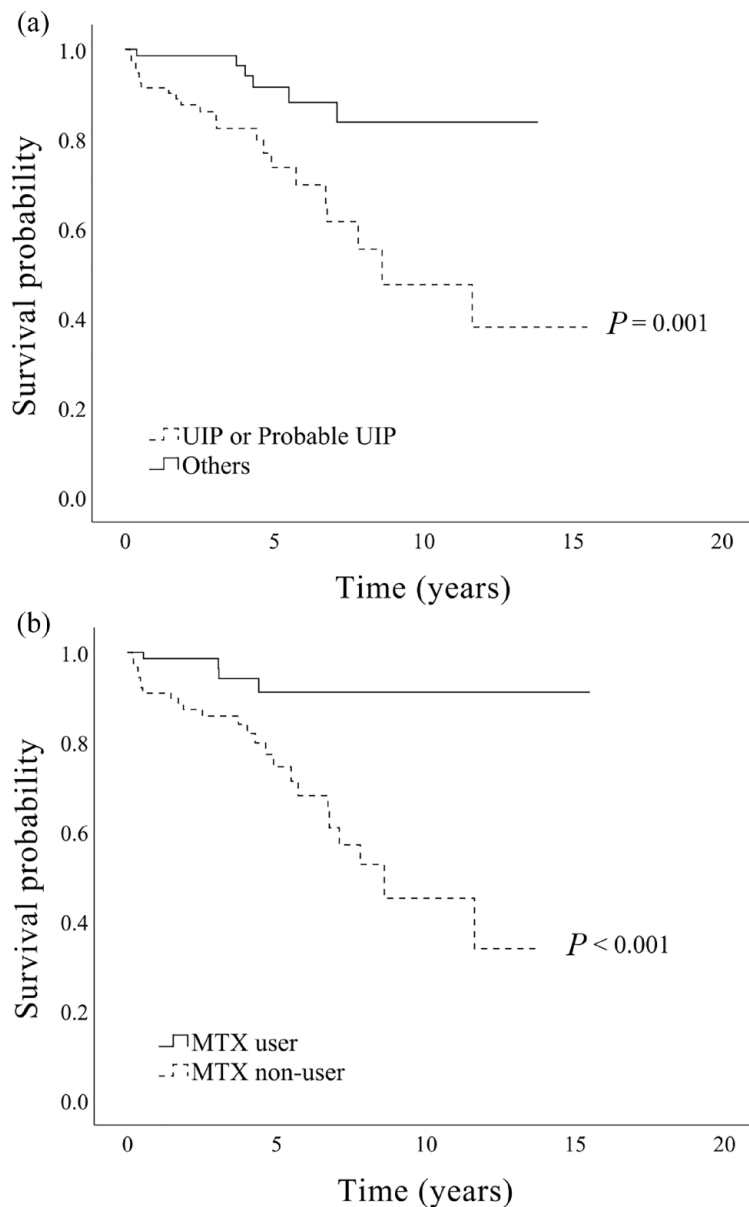 (a)
1.0
0.8
0.6
0.4
0.2
0.0
Survival probability
P = 0.001
UIP or Probable UIP
Others
0 5 10 15 20
Time (years)
(b)
1.0
0.8
0.6
0.4
0.2
0.0
Survival probability
P < 0.001
MTX user
MTX non-user
0 5 10 15 20
Time (years)